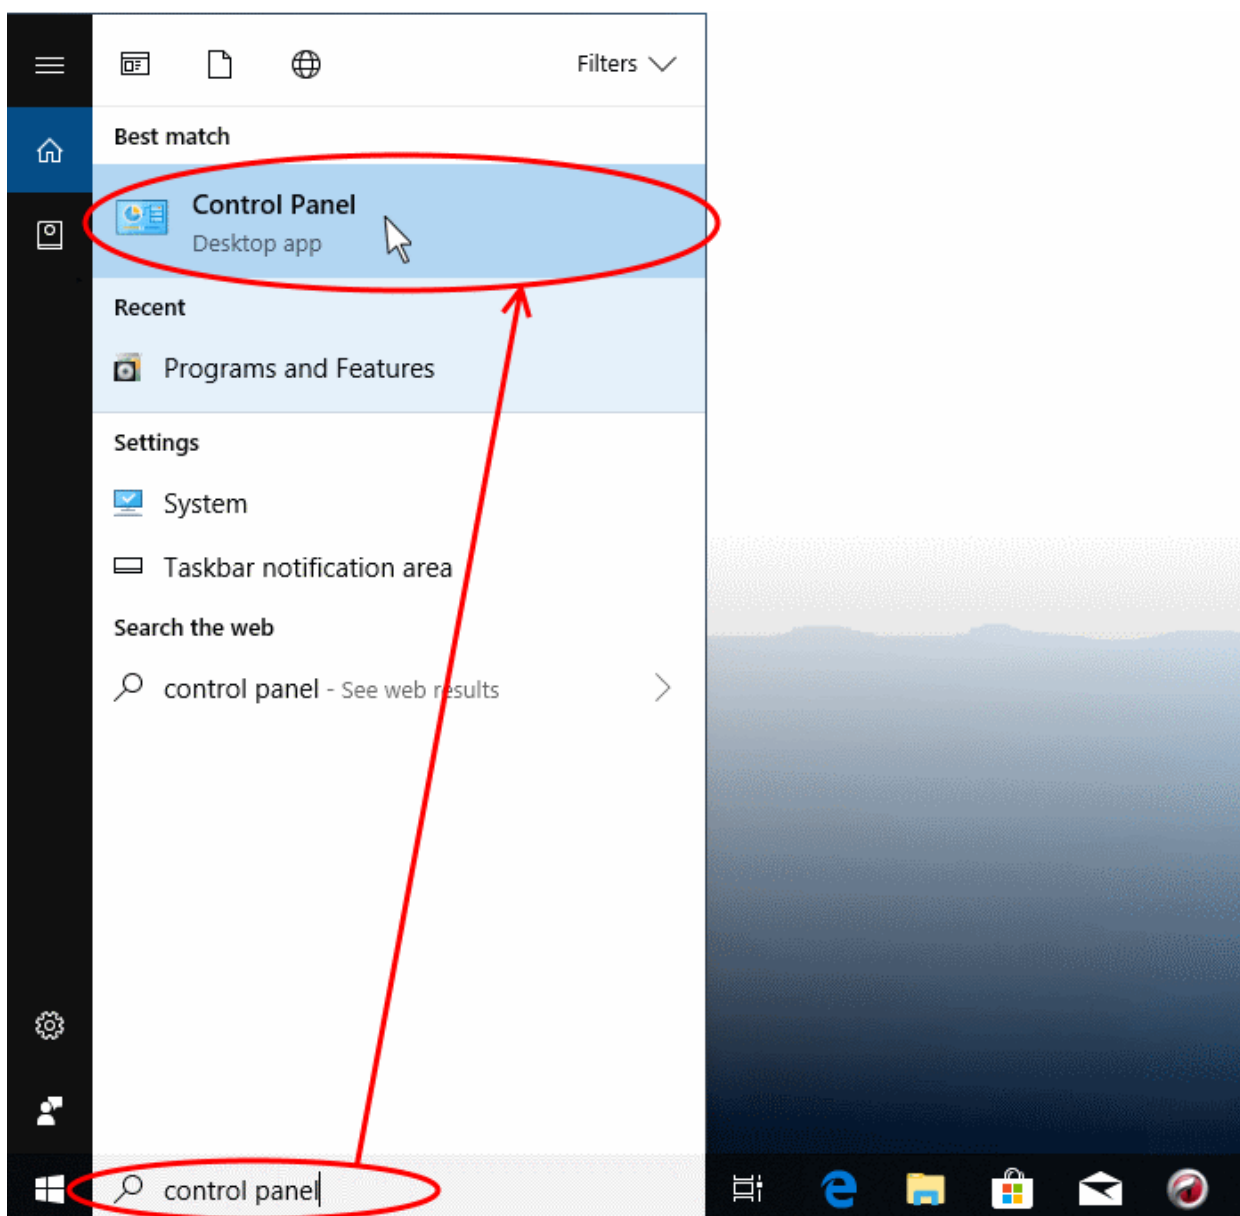 Filters
Best match
Control Panel
Desktop app
Recent
Programs and Features
Settings
System
Taskbar notification area
Search the web
control panel - See web results
control panel